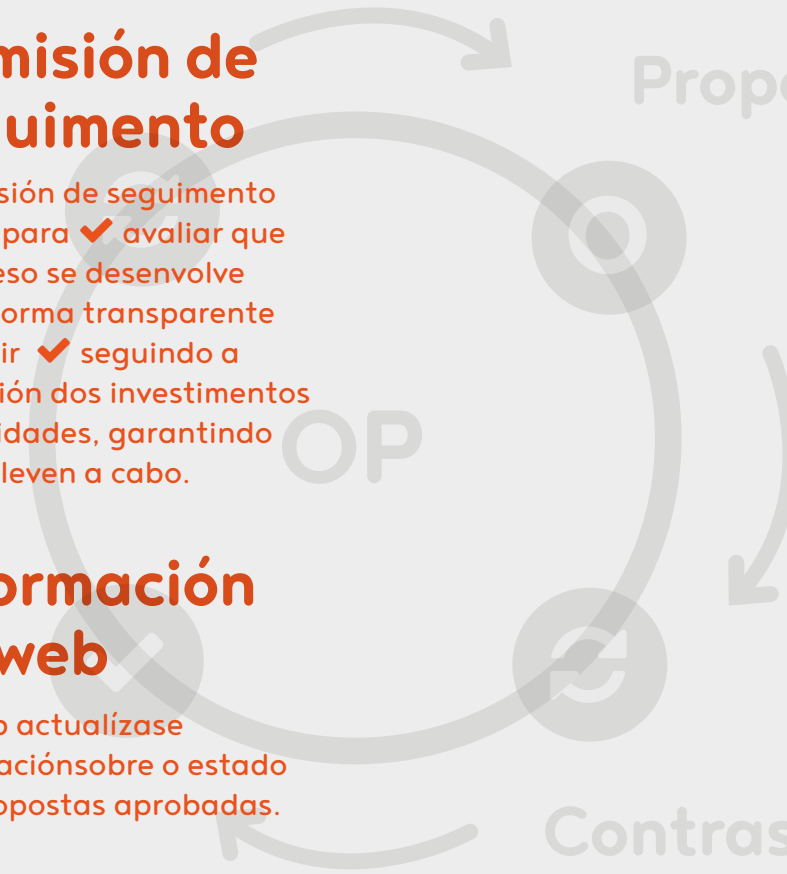 misión de
uimento
sión de seguimento
para ✔ avaliar que
eso se desenvolve
orma transparente
ir ✔ seguindo a
ión dos investimentos
idades, garantindo
leven a cabo.
ormación
web
o actualízase
aciónsobre o estado
opostas aprobadas.
Propo
OP
Contras